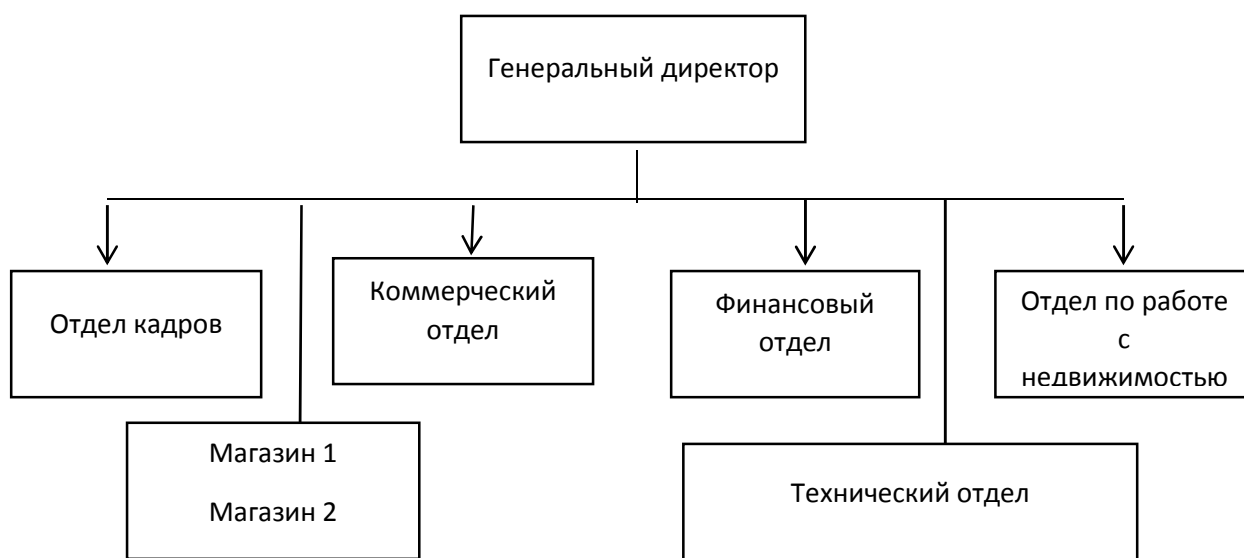 Генеральный директор
Отдел кадров
Коммерческий
отдел
Финансовый
отдел
Отдел по работе
с
недвижимостью
Магазин 1
Магазин 2
Технический отдел